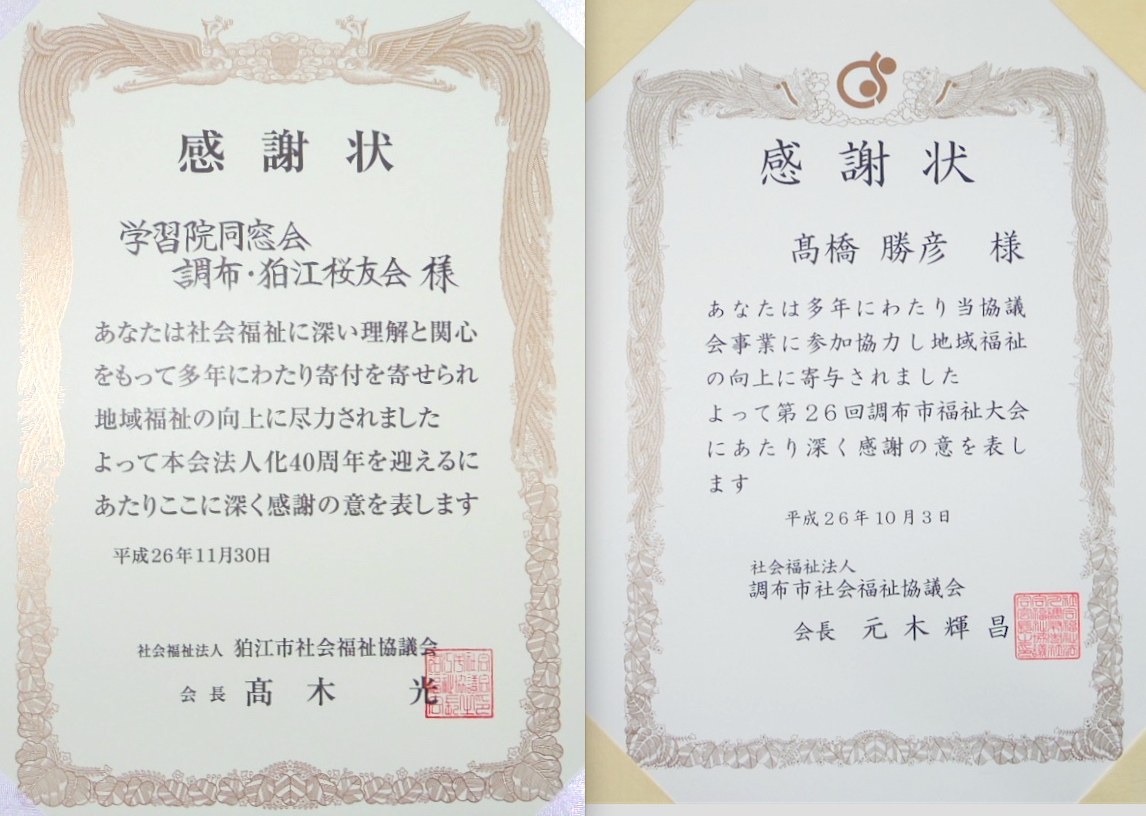 感謝状
学習院同窓会
調布・狛江桜友会 様
あなたは社会福祉に深い理解と関心
をもって多年にわたり寄付を寄せられ
地域福祉の向上に尽力されました
よって本会法人化40周年を迎えるに
あたりここに深く感謝の意を表します
平成26年11月30日
社会福祉法人 狛江市社会福祉協議会
会長 髙木 光
感謝状
髙橋 勝彦 様
あなたは多年にわたり当協議
会事業に参加協力し地域福祉
の向上に寄与されました
よって第26回調布市福祉大会
にあたり深く感謝の意を表し
ます
平成26年10月3日
社会福祉法人
調布市社会福祉協議会
会長 元木輝昌